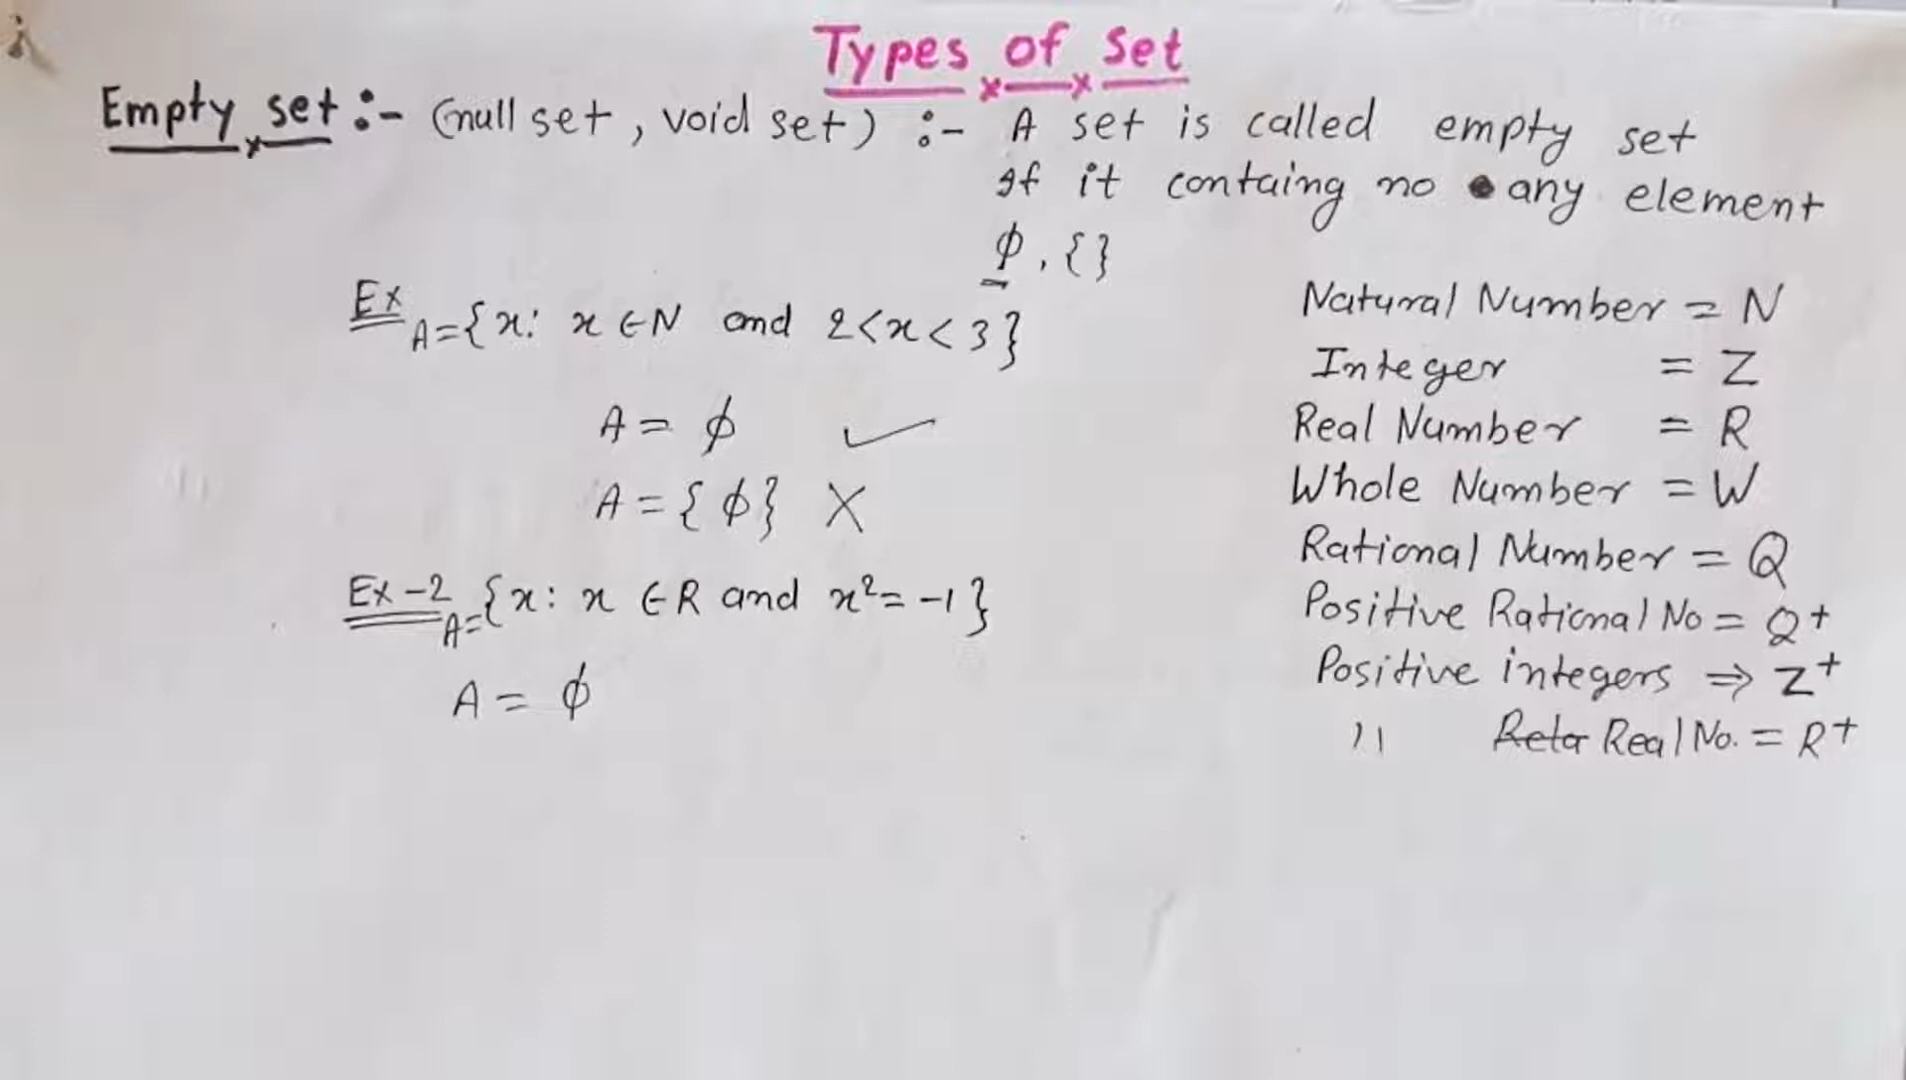 Types of set
Empty set :- (null set, void set) :- A set is called empty set
If it containg no any element
ϕ, {}
Ex A={x: x ∈ N and 2<x<3}
A = ϕ ✓
A = {ϕ} X
Ex-2 A={x: x ∈ R and x²= -1}
A = ϕ
Natural Number = N
Integer = Z
Real Number = R
Whole Number = W
Rational Number = Q
Positive Rational No = Q+
Positive integers ⇒ Z+
" Real No. = R+